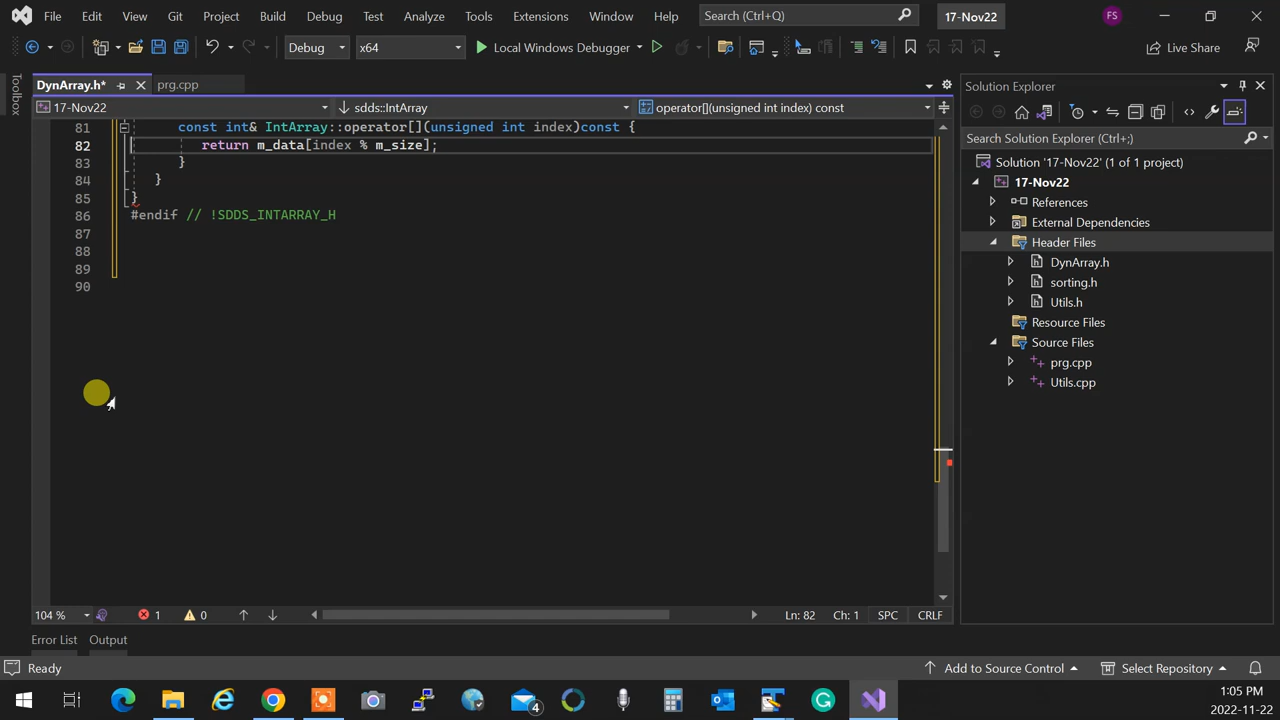 File Edit View Git Project Build Debug Test Analyze Tools Extensions Window Help Search (Ctrl+Q) 17-Nov22 FS
Debug x64 Local Windows Debugger Live Share
DynArray.h* prg.cpp
17-Nov22 sdds::IntArray operator[](unsigned int index) const
81 const int& IntArray::operator[](unsigned int index)const {
82 return m_data[index % m_size];
83 }
84 }
85 }
86 #endif // !SDDS_INTARRAY_H
87
88
89
90
104 % 1 0 Ln: 82 Ch: 1 SPC CRLF
Toolbox
Solution Explorer
Search Solution Explorer (Ctrl+;)
Solution '17-Nov22' (1 of 1 project)
17-Nov22
References
External Dependencies
Header Files
DynArray.h
sorting.h
Utils.h
Resource Files
Source Files
prg.cpp
Utils.cpp
Error List Output
Ready Add to Source Control Select Repository
4
1:05 PM
2022-11-22